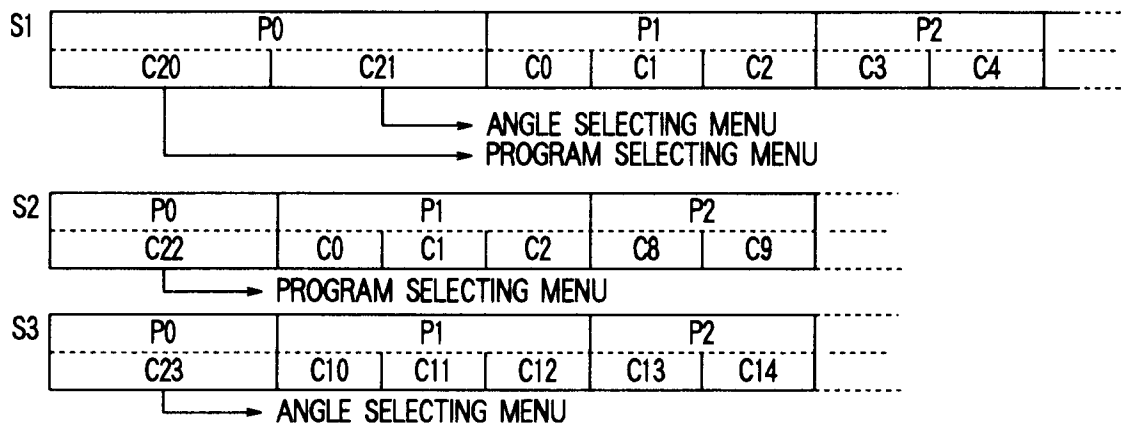 S1 P0 P1 P2
C20 C21 C0 C1 C2 C3 C4
ANGLE SELECTING MENU
PROGRAM SELECTING MENU
S2 P0 P1 P2
C22 C0 C1 C2 C8 C9
PROGRAM SELECTING MENU
S3 P0 P1 P2
C23 C10 C11 C12 C13 C14
ANGLE SELECTING MENU